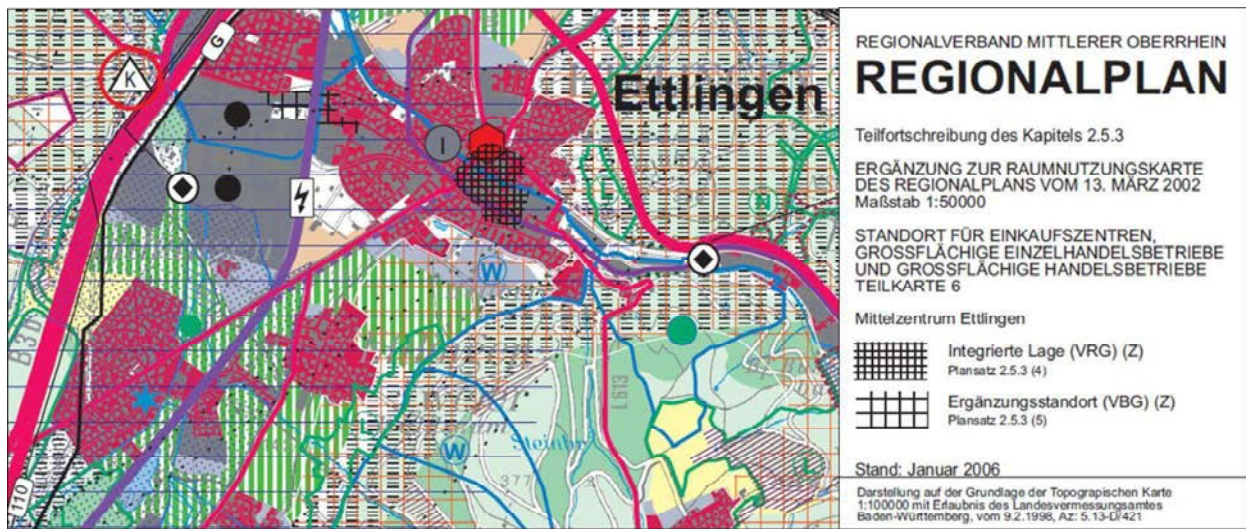 G
K
Ettlingen
I
N
W
L 613
W
Steinbr.
377
B 3
K 110
REGIONALVERBAND MITTLERER OBERRHEIN
REGIONALPLAN
Teilfortschreibung des Kapitels 2.5.3
ERGÄNZUNG ZUR RAUMNUTZUNGSKARTE
DES REGIONALPLANS VOM 13. MÄRZ 2002
Maßstab 1:50000
STANDORT FÜR EINKAUFSZENTREN,
GROSSFLÄCHIGE EINZELHANDELSBETRIEBE
UND GROSSFLÄCHIGE HANDELSBETRIEBE
TEILKARTE 6
Mittelzentrum Ettlingen
Integrierte Lage (VRG) (Z)
Plansatz 2.5.3 (4)
Ergänzungsstandort (VBG) (Z)
Plansatz 2.5.3 (5)
Stand: Januar 2006
Darstellung auf der Grundlage der Topograpischen Karte
1:100000 mit Erlaubnis des Landesvermessungsamtes
Baden-Württemberg, vom 9.2.1998, Az: 5.13-D/421